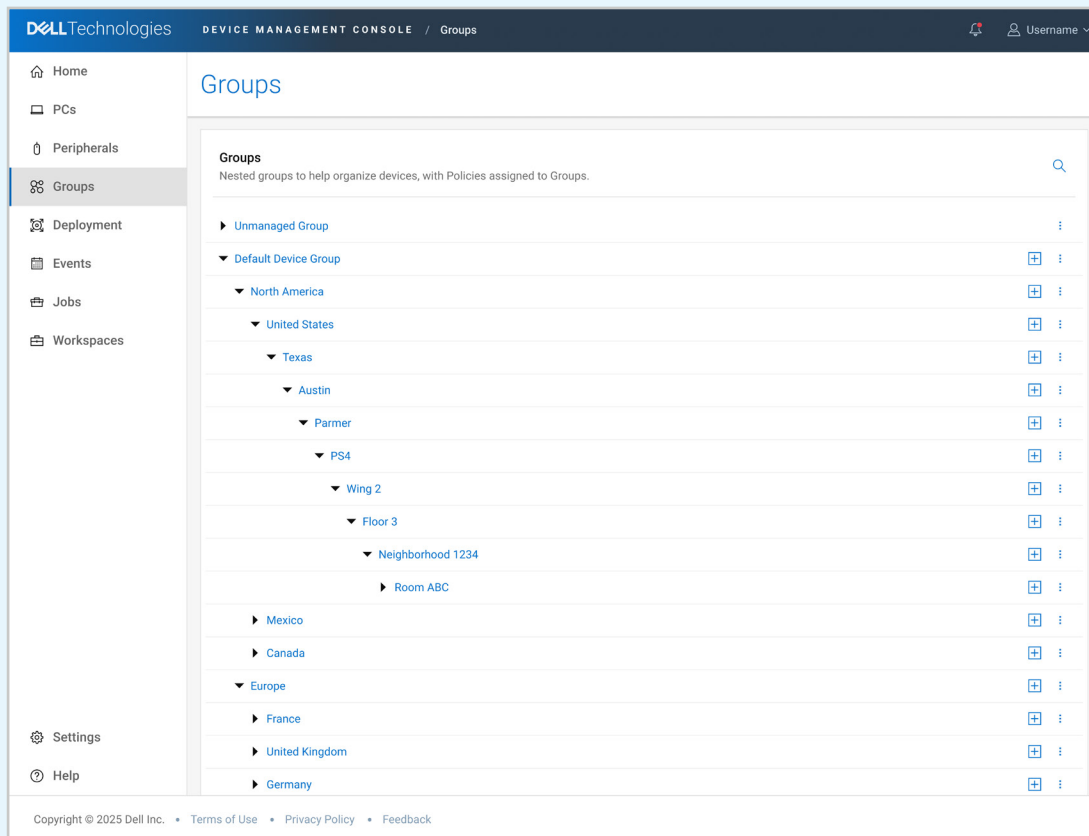 DELLTechnologies DEVICE MANAGEMENT CONSOLE / Groups Username
Home
PCs
Peripherals
Groups
Deployment
Events
Jobs
Workspaces
Settings
Help
Groups
Groups
Nested groups to help organize devices, with Policies assigned to Groups.
Unmanaged Group
Default Device Group
North America
United States
Texas
Austin
Parmer
PS4
Wing 2
Floor 3
Neighborhood 1234
Room ABC
Mexico
Canada
Europe
France
United Kingdom
Germany
Copyright © 2025 Dell Inc. • Terms of Use • Privacy Policy • Feedback